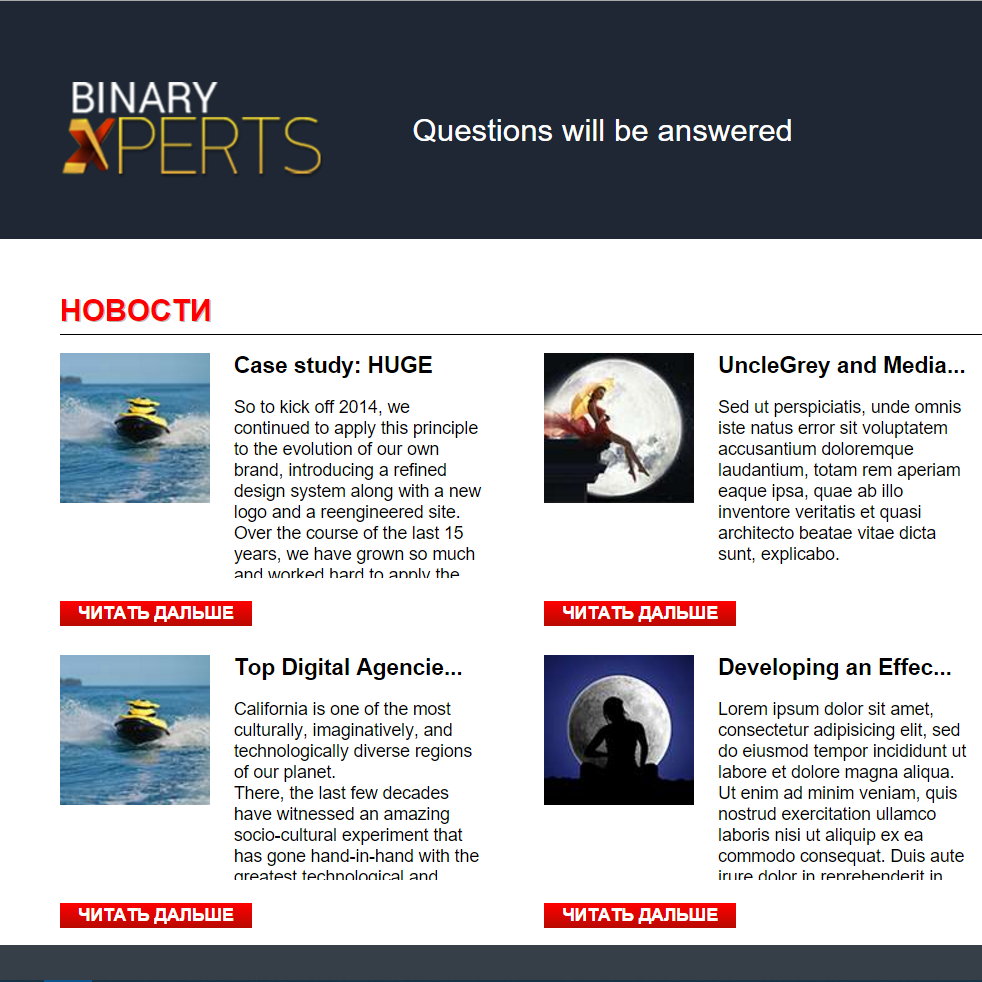 BINARY
XPERTS
Questions will be answered
НОВОСТИ
Case study: HUGE
So to kick off 2014, we
continued to apply this principle
to the evolution of our own
brand, introducing a refined
design system along with a new
logo and a reengineered site.
Over the course of the last 15
years, we have grown so much
and worked hard to apply the
ЧИТАТЬ ДАЛЬШЕ
UncleGrey and Media...
Sed ut perspiciatis, unde omnis
iste natus error sit voluptatem
accusantium doloremque
laudantium, totam rem aperiam
eaque ipsa, quae ab illo
inventore veritatis et quasi
architecto beatae vitae dicta
sunt, explicabo.
ЧИТАТЬ ДАЛЬШЕ
Top Digital Agencie...
California is one of the most
culturally, imaginatively, and
technologically diverse regions
of our planet.
There, the last few decades
have witnessed an amazing
socio-cultural experiment that
has gone hand-in-hand with the
greatest technological and
ЧИТАТЬ ДАЛЬШЕ
Developing an Effec...
Lorem ipsum dolor sit amet,
consectetur adipisicing elit, sed
do eiusmod tempor incididunt ut
labore et dolore magna aliqua.
Ut enim ad minim veniam, quis
nostrud exercitation ullamco
laboris nisi ut aliquip ex ea
commodo consequat. Duis aute
irure dolor in reprehenderit in
ЧИТАТЬ ДАЛЬШЕ